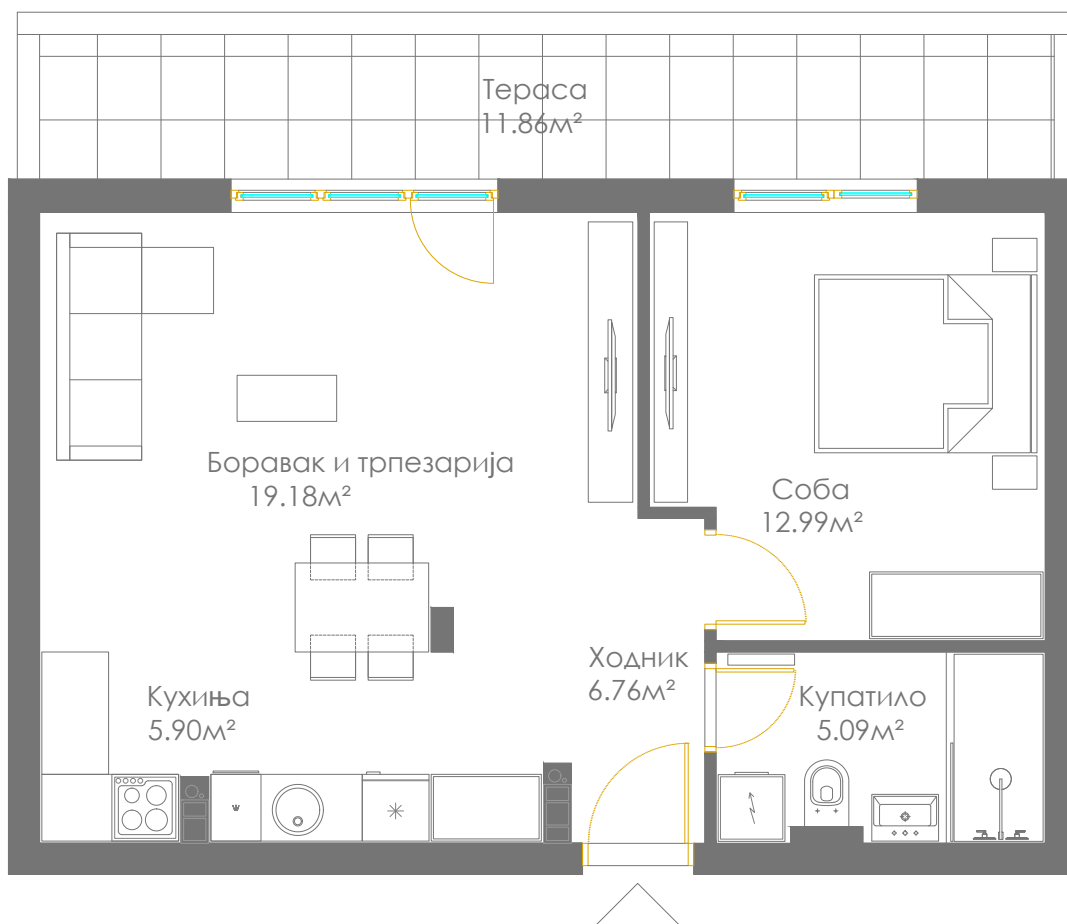 Тераса
11.86м²
Боравак и трпезарија
19.18м²
Соба
12.99м²
Ходник
6.76м²
Кухиња
5.90м²
Купатило
5.09м²